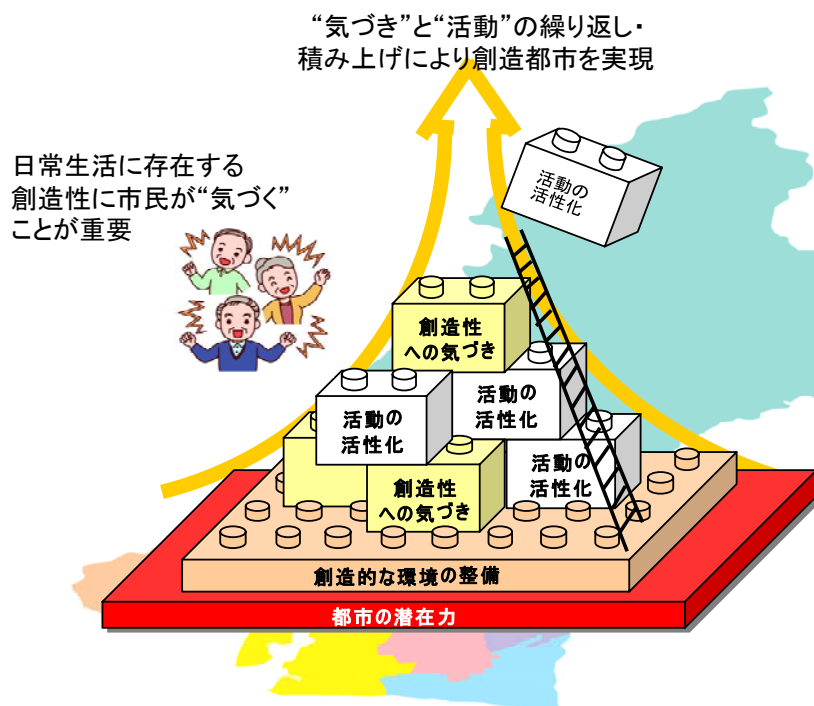 “気づき”と“活動”の繰り返し・
積み上げにより創造都市を実現
日常生活に存在する
創造性に市民が“気づく”
ことが重要
活動の
活性化
創造性
への気づき
活動の
活性化
活動の
活性化
創造性
への気づき
活動の
活性化
創造的な環境の整備
都市の潜在力